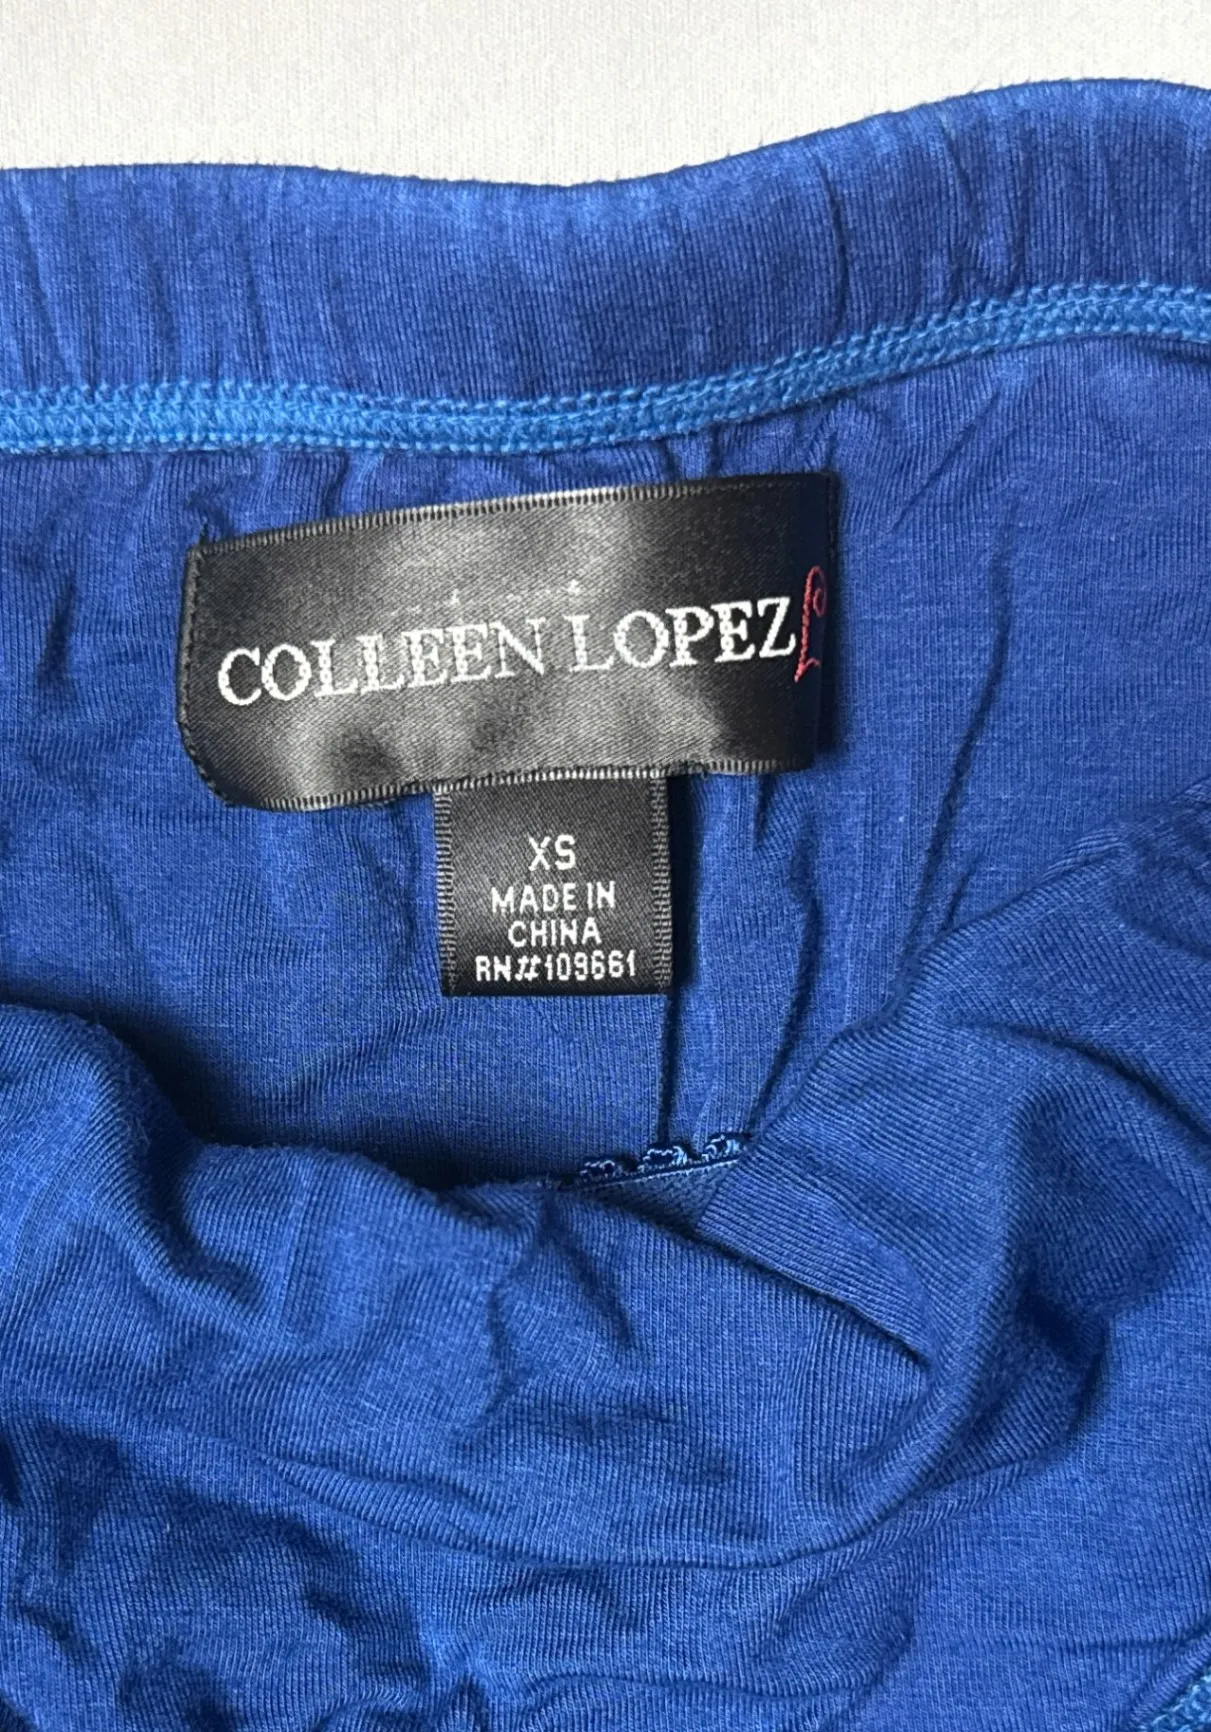 COLLEEN LOPEZ
XS
MADE IN
CHINA
RN#109661